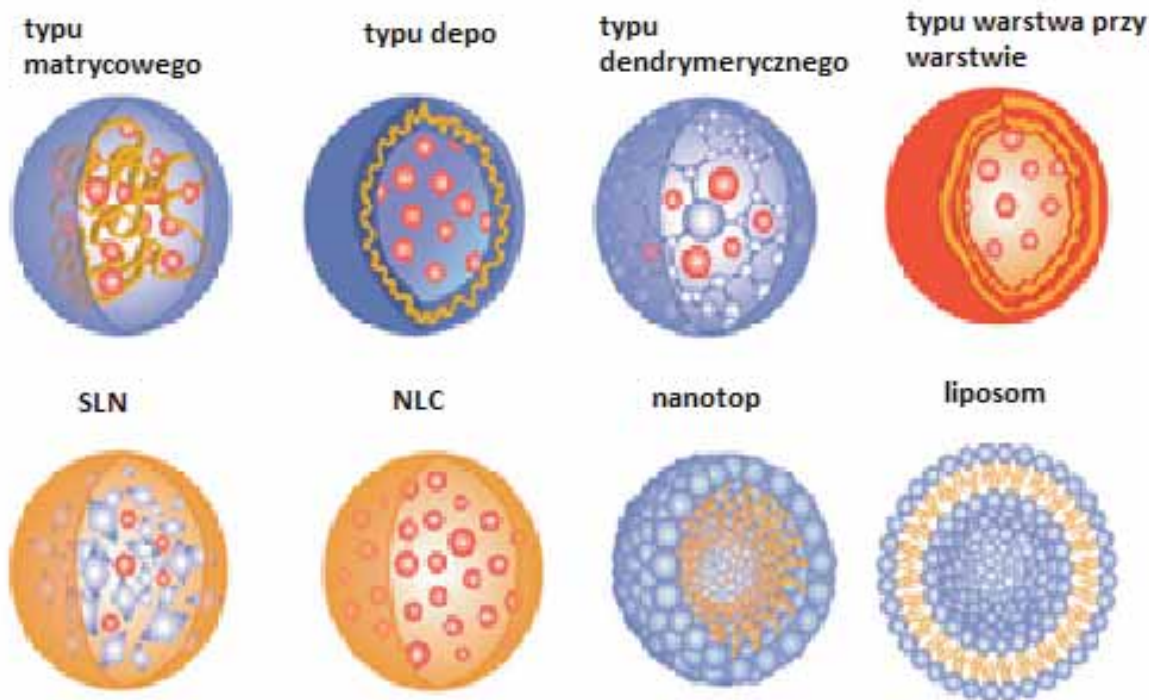 typu
matrycowego
typu depo
typu
dendrymerycznego
typu warstwa przy
warstwie
SLN
NLC
nanotop
liposom